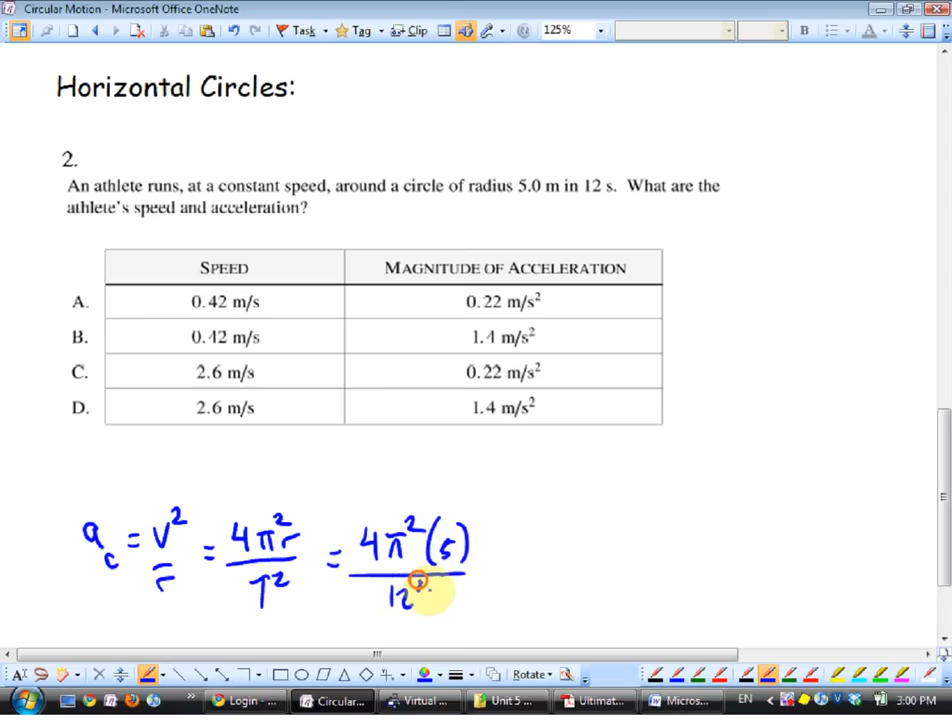 Circular Motion - Microsoft Office OneNote
Task Tag Clip 125% B A
Horizontal Circles:
2.
An athlete runs, at a constant speed, around a circle of radius 5.0 m in 12 s. What are the
athlete's speed and acceleration?
SPEED MAGNITUDE OF ACCELERATION
A. 0.42 m/s 0.22 m/s²
B. 0.42 m/s 1.4 m/s²
C. 2.6 m/s 0.22 m/s²
D. 2.6 m/s 1.4 m/s²
a_c = v²/r = 4π²r/T² = 4π²(5)/12²
Rotate
Login - ... Circular... Virtual ... Unit 5 ... Ultimat... Micros... EN 3:00 PM